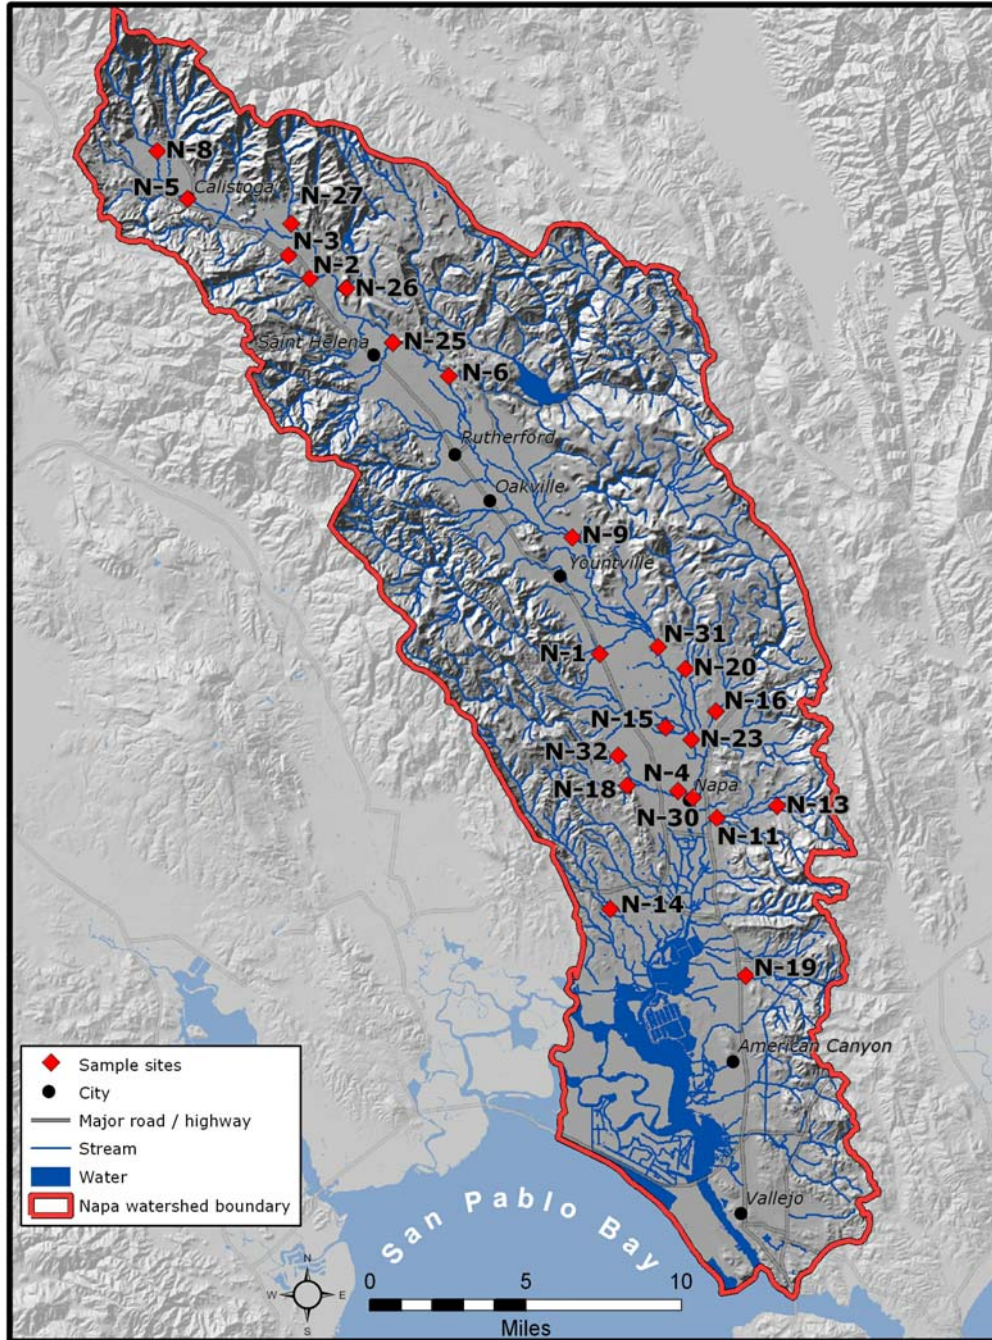 N-8
N-5
Calistoga
N-27
N-3
N-2
N-26
Saint Helena
N-25
N-6
Rutherford
Oakville
N-9
Yountville
N-31
N-1
N-20
N-16
N-15
N-23
N-32
N-4
Napa
N-18
N-13
N-30
N-11
N-14
N-19
American Canyon
Sample sites
City
Major road / highway
Stream
Water
Napa watershed boundary
Vallejo
San Pablo Bay
N
W
E
S
0 5 10
Miles